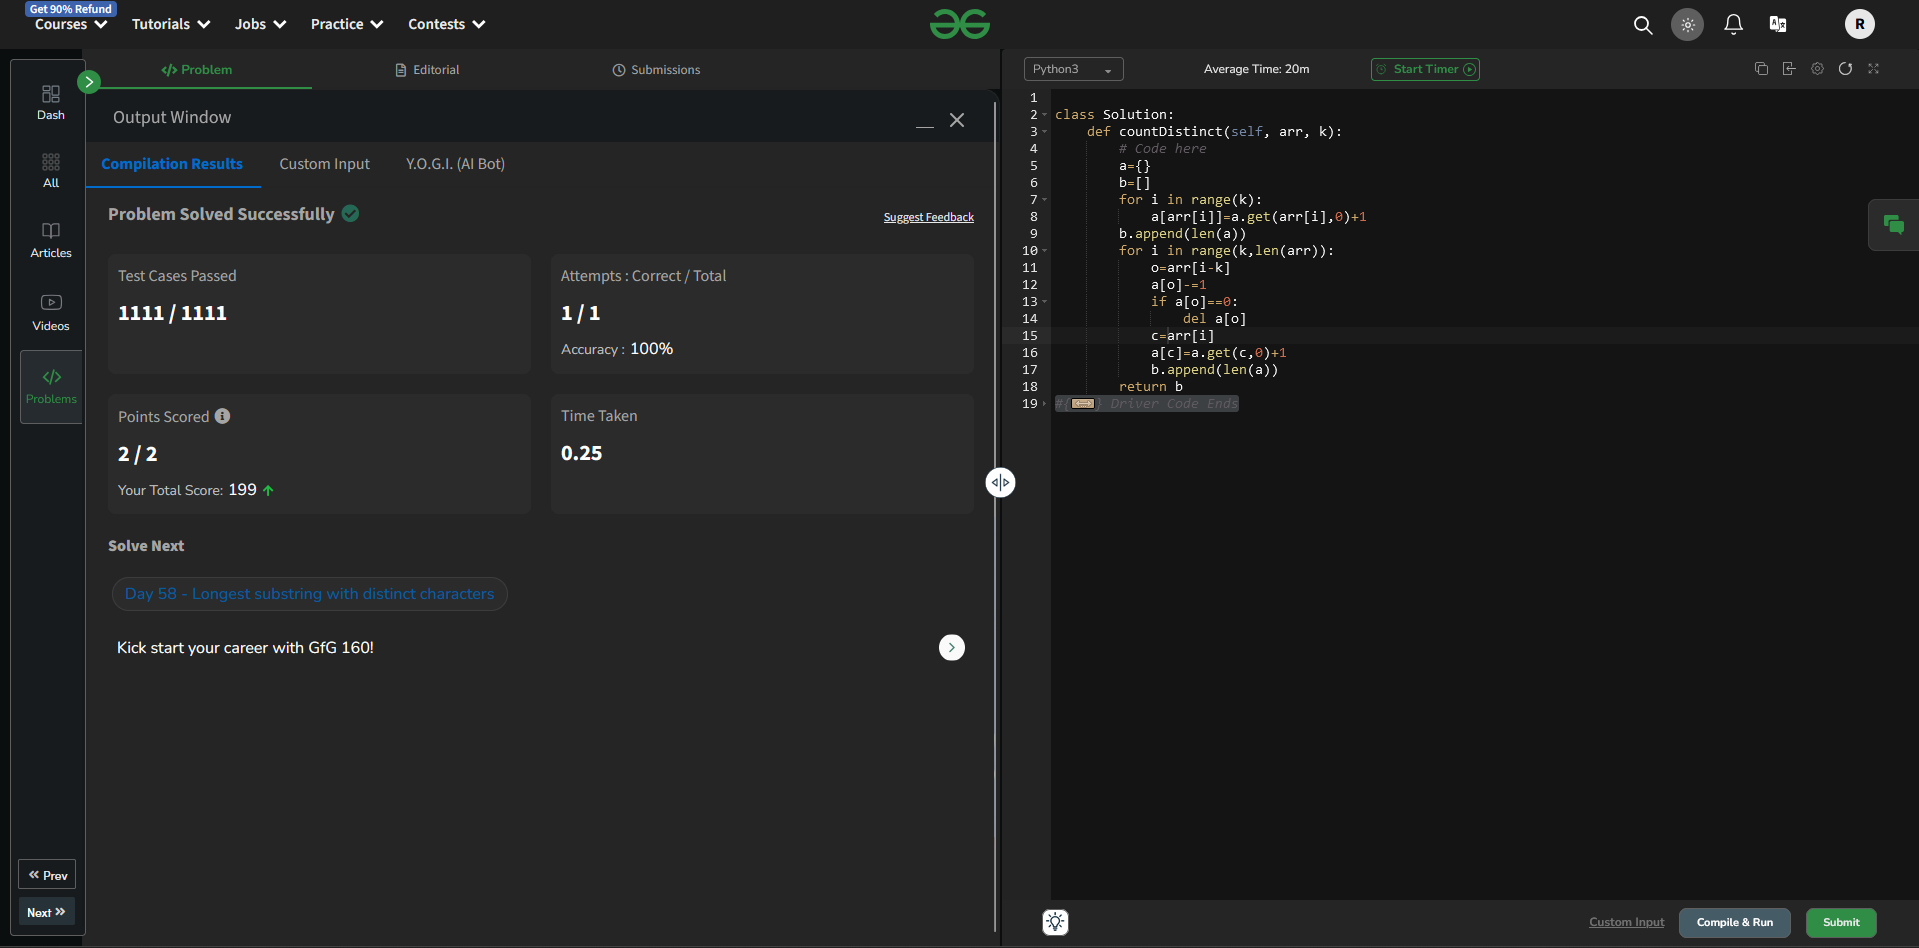 Get 90% Refund
Courses Tutorials Jobs Practice Contests
R
Dash
All
Articles
Videos
Problems
Prev
Next
Problem Editorial Submissions
Output Window
Compilation Results Custom Input Y.O.G.I. (AI Bot)
Problem Solved Successfully
Suggest Feedback
Test Cases Passed
1111 / 1111
Attempts : Correct / Total
1 / 1
Accuracy : 100%
Points Scored
2 / 2
Your Total Score: 199
Time Taken
0.25
Solve Next
Day 58 - Longest substring with distinct characters
Kick start your career with GfG 160!
Python3
Average Time: 20m
Start Timer
1
2 class Solution:
3     def countDistinct(self, arr, k):
4         # Code here
5         a={}
6         b=[]
7         for i in range(k):
8             a[arr[i]]=a.get(arr[i],0)+1
9         b.append(len(a))
10         for i in range(k,len(arr)):
11             o=arr[i-k]
12             a[o]-=1
13             if a[o]==0:
14                 del a[o]
15             c=arr[i]
16             a[c]=a.get(c,0)+1
17             b.append(len(a))
18         return b
19 #{ } Driver Code Ends
Custom Input
Compile & Run
Submit